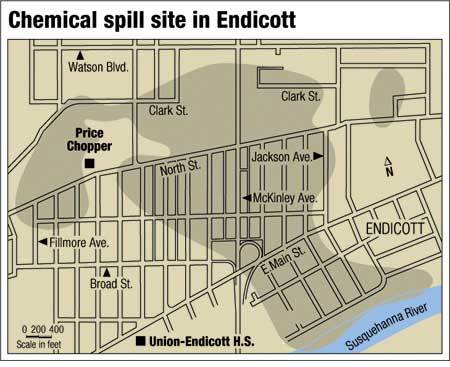 Chemical spill site in Endicott
Watson Blvd.
Clark St.
Clark St.
Price
Chopper
Jackson Ave.
North St.
N
McKinley Ave.
Fillmore Ave.
ENDICOTT
E Main St.
Broad St.
Susquehanna River
0 200 400
Scale in feet
Union-Endicott H.S.